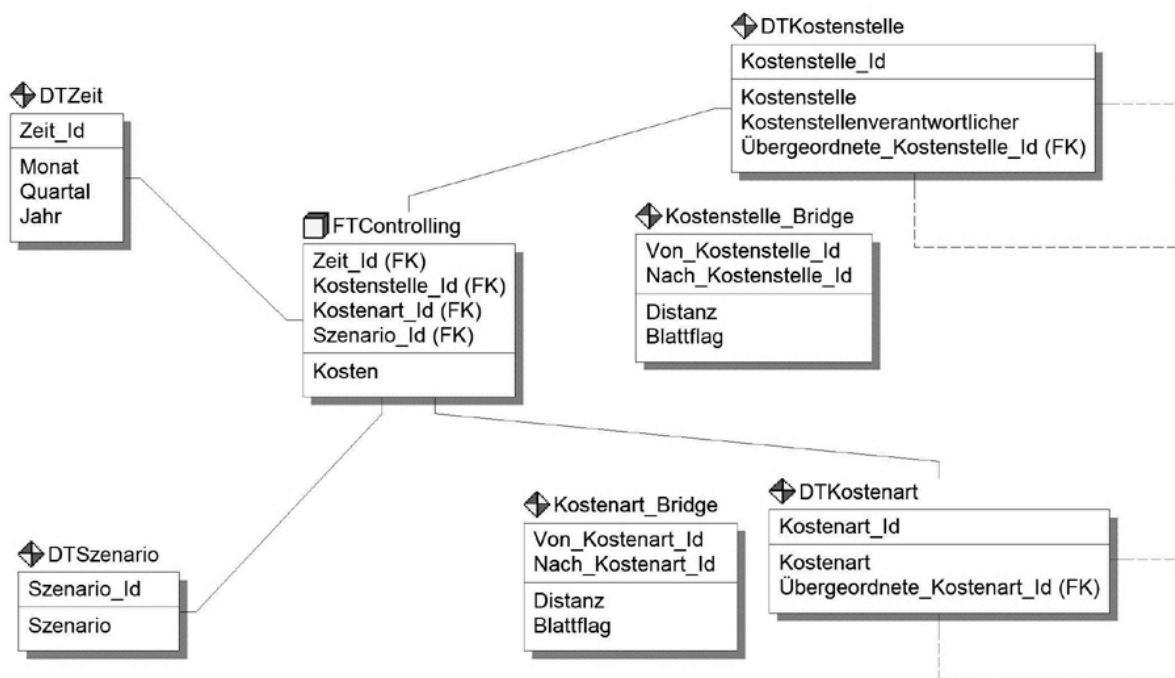 DTKostenstelle
Kostenstelle_Id
Kostenstelle
Kostenstellenverantwortlicher
Übergeordnete_Kostenstelle_Id (FK)
DTZeit
Zeit_Id
Monat
Quartal
Jahr
FTControlling
Zeit_Id (FK)
Kostenstelle_Id (FK)
Kostenart_Id (FK)
Szenario_Id (FK)
Kosten
Kostenstelle_Bridge
Von_Kostenstelle_Id
Nach_Kostenstelle_Id
Distanz
Blattflag
DTSzenario
Szenario_Id
Szenario
Kostenart_Bridge
Von_Kostenart_Id
Nach_Kostenart_Id
Distanz
Blattflag
DTKostenart
Kostenart_Id
Kostenart
Übergeordnete_Kostenart_Id (FK)